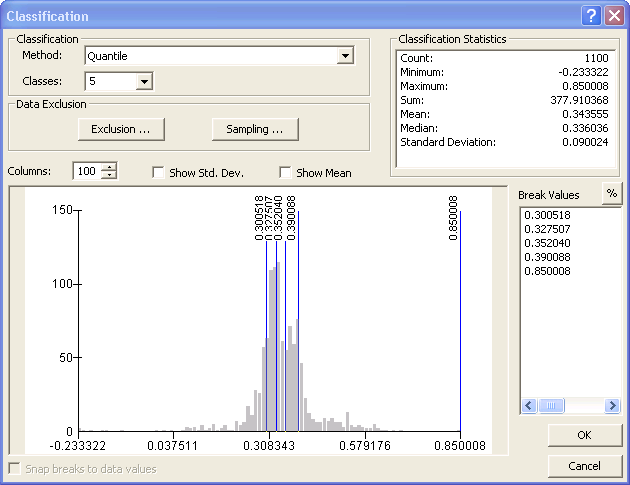 Classification
Classification
Method: Quantile
Classes: 5
Data Exclusion
Exclusion ...
Sampling ...
Columns: 100
Show Std. Dev.
Show Mean
Classification Statistics
Count: 1100
Minimum: -0.233322
Maximum: 0.850008
Sum: 377.910368
Mean: 0.343555
Median: 0.336036
Standard Deviation: 0.090024
Break Values
%
0.300518
0.327507
0.352040
0.390088
0.850008
0.300518
0.327507
0.352040
0.390088
0.850008
150
100
50
0
-0.233322 0.037511 0.308343 0.579176 0.850008
Snap breaks to data values
OK
Cancel